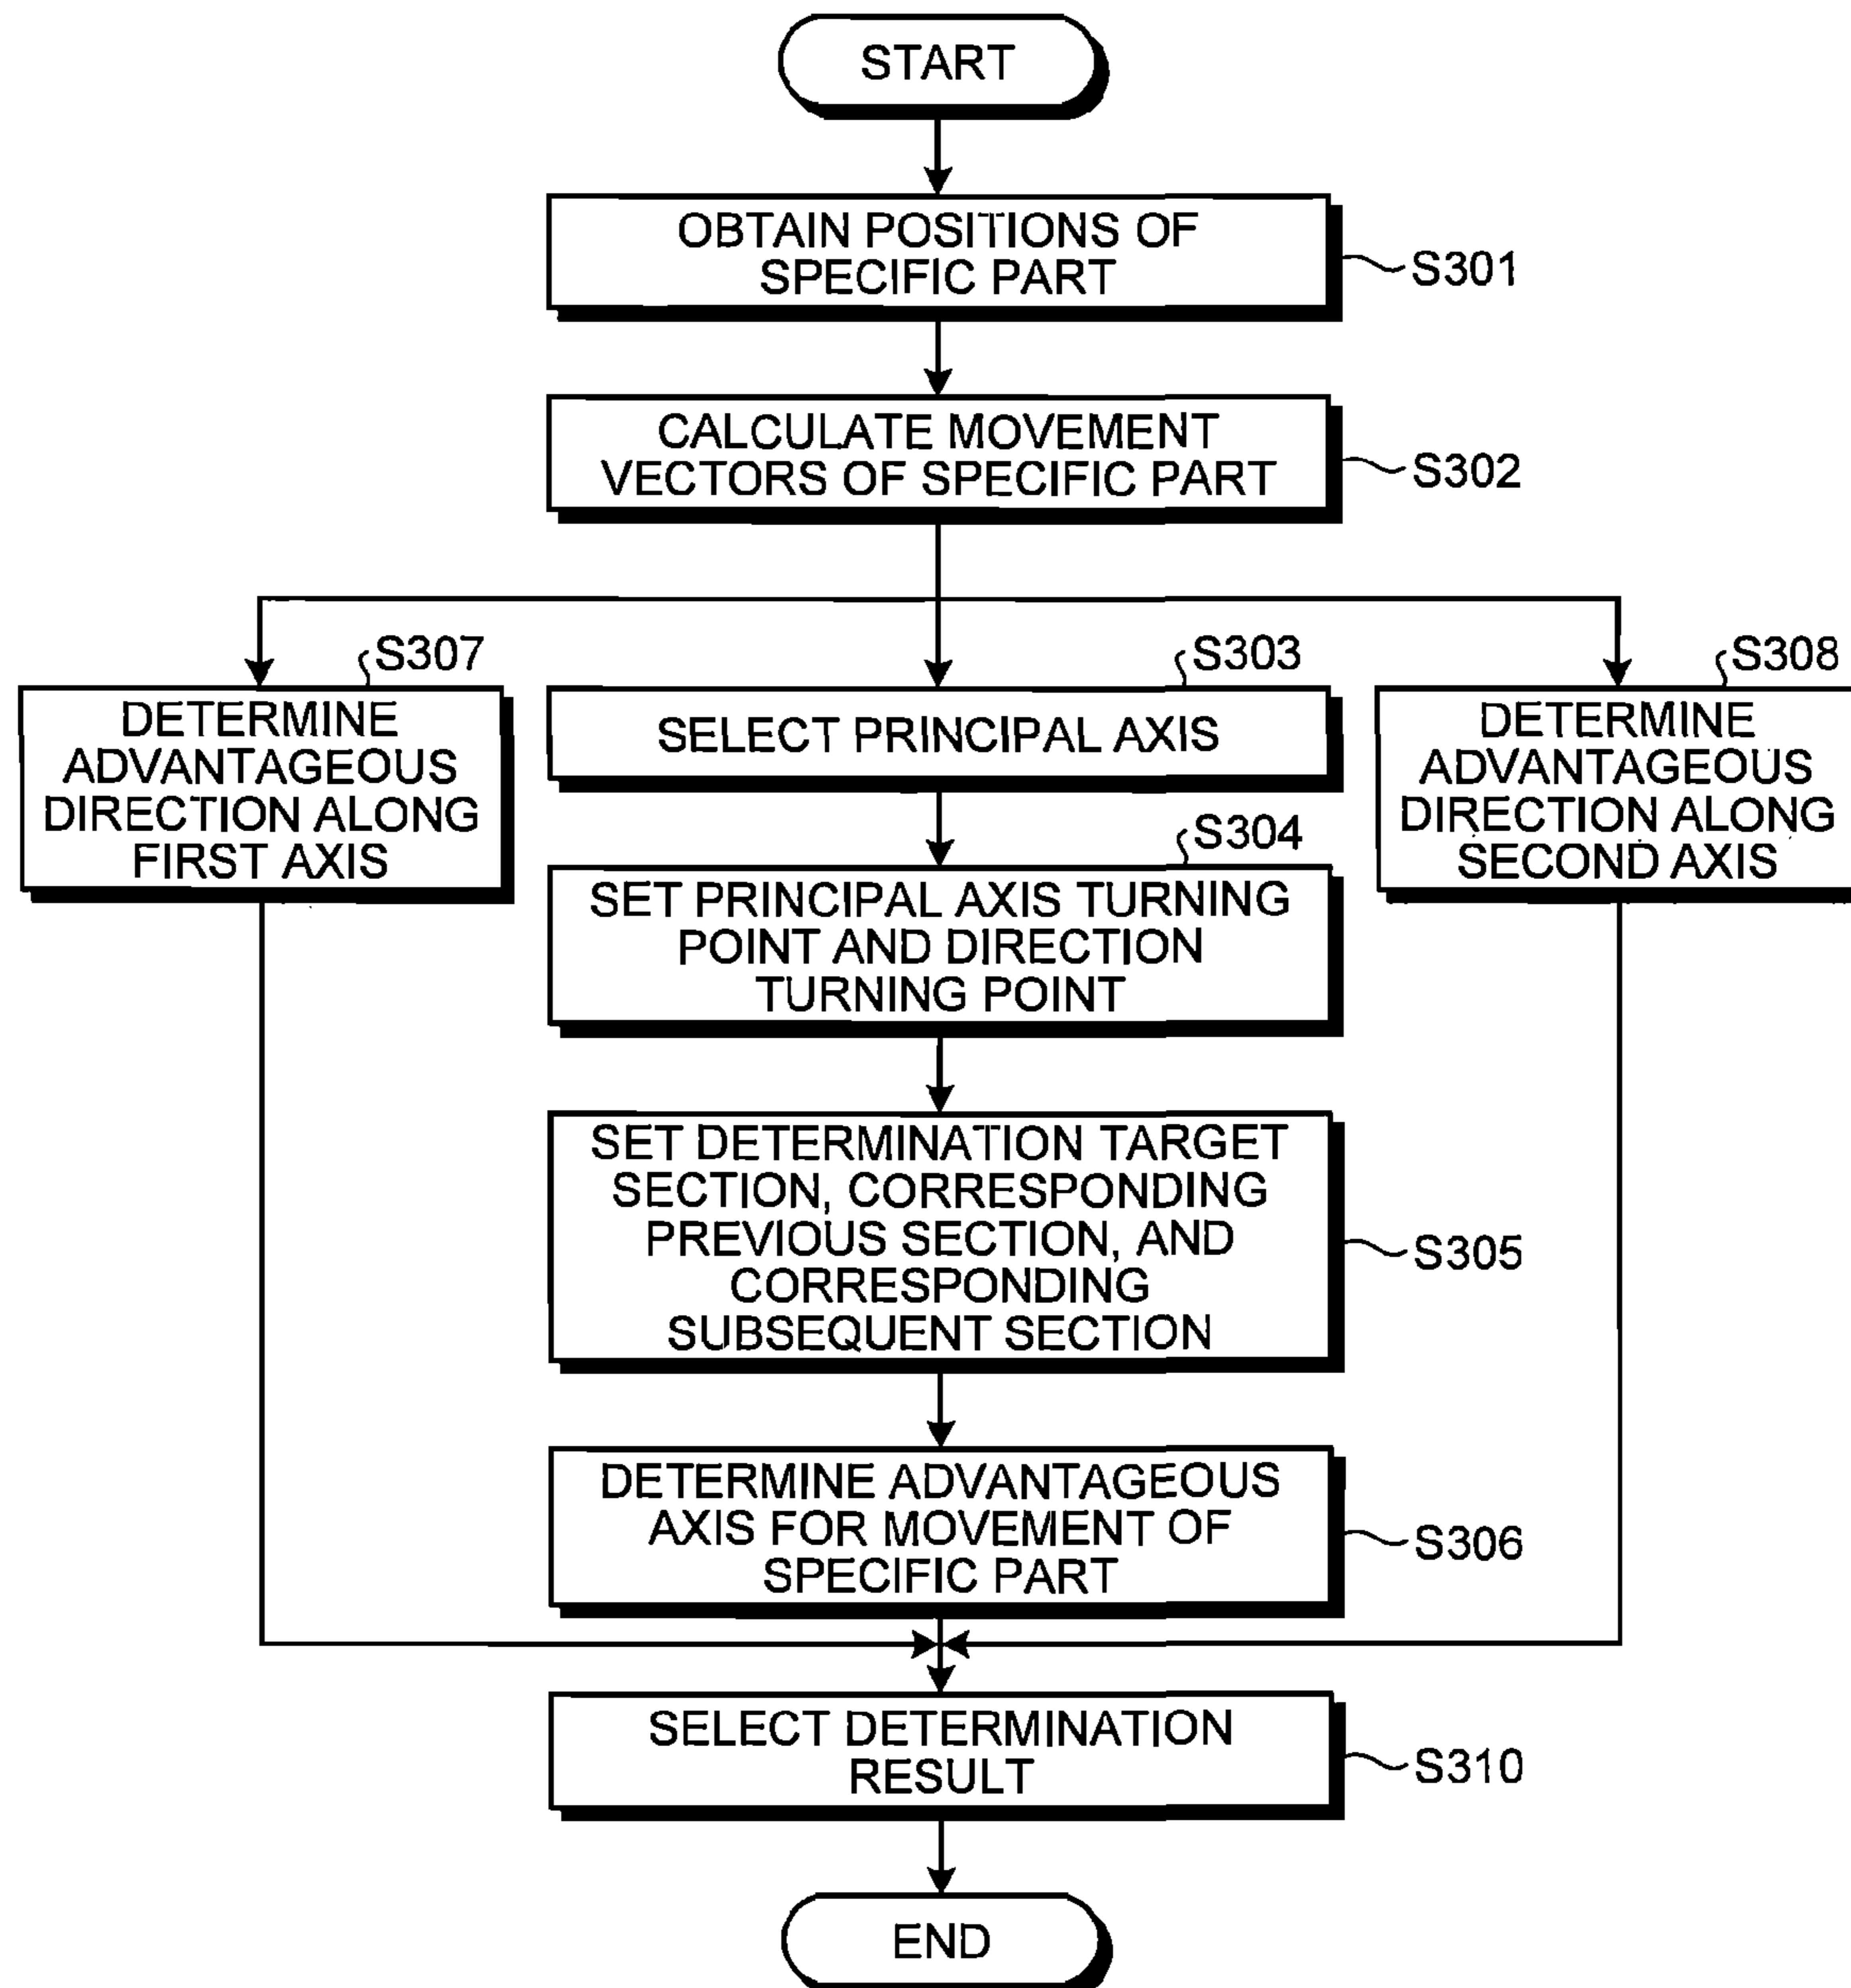 START
OBTAIN POSITIONS OF
SPECIFIC PART
S301
CALCULATE MOVEMENT
VECTORS OF SPECIFIC PART
S302
S307
DETERMINE
ADVANTAGEOUS
DIRECTION ALONG
FIRST AXIS
S303
SELECT PRINCIPAL AXIS
S308
DETERMINE
ADVANTAGEOUS
DIRECTION ALONG
SECOND AXIS
S304
SET PRINCIPAL AXIS TURNING
POINT AND DIRECTION
TURNING POINT
SET DETERMINATION TARGET
SECTION, CORRESPONDING
PREVIOUS SECTION, AND
CORRESPONDING
SUBSEQUENT SECTION
S305
DETERMINE ADVANTAGEOUS
AXIS FOR MOVEMENT OF
SPECIFIC PART
S306
SELECT DETERMINATION
RESULT
S310
END